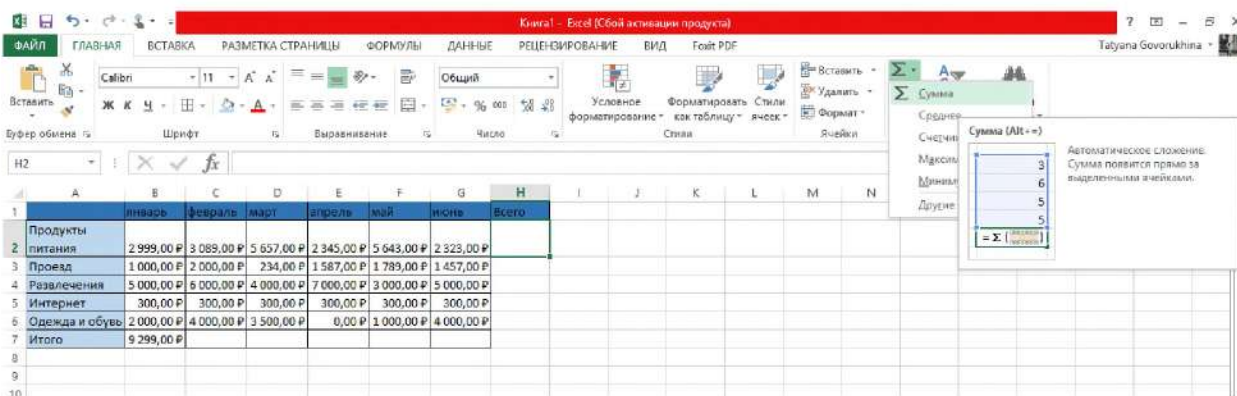 Книга1 - Excel (Сбой активации продукта)
ФАЙЛ ГЛАВНАЯ ВСТАВКА РАЗМЕТКА СТРАНИЦЫ ФОРМУЛЫ ДАННЫЕ РЕЦЕНЗИРОВАНИЕ ВИД Foxit PDF Tatyana Govorukhina
Вставить
Calibri 11
Ж К Ч
Общий
% 000
Условное форматирование
Форматировать как таблицу
Стили ячеек
Вставить
Удалить
Формат
Буфер обмена Шрифт Выравнивание Число Стили Ячейки
Σ Сумма
Среднее
Минимум
Другие
Сумма (Alt+=)
Автоматическое сложение.
Сумма появится прямо за
выделенными ячейками.
3
6
5
5
= Σ ( )
H2 fx
A B C D E F G H I J K L M N
1 январь февраль март апрель май июнь Всего
2 Продукты питания 2 999,00 ₽ 3 089,00 ₽ 5 657,00 ₽ 2 345,00 ₽ 5 643,00 ₽ 2 323,00 ₽
3 Проезд 1 000,00 ₽ 2 000,00 ₽ 234,00 ₽ 1 587,00 ₽ 1 789,00 ₽ 1 457,00 ₽
4 Развлечения 5 000,00 ₽ 6 000,00 ₽ 4 000,00 ₽ 7 000,00 ₽ 3 000,00 ₽ 5 000,00 ₽
5 Интернет 300,00 ₽ 300,00 ₽ 300,00 ₽ 300,00 ₽ 300,00 ₽ 300,00 ₽
6 Одежда и обувь 2 000,00 ₽ 4 000,00 ₽ 3 500,00 ₽ 0,00 ₽ 1 000,00 ₽ 4 000,00 ₽
7 Итого 9 299,00 ₽
8
9
10